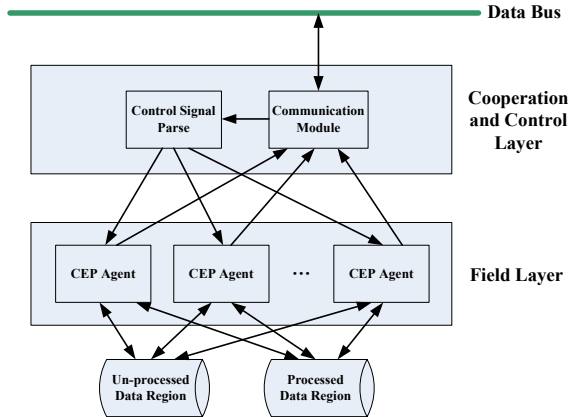 Data Bus
Control Signal
Parse
Communication
Module
Cooperation
and Control
Layer
CEP Agent
CEP Agent
...
CEP Agent
Field Layer
Un-processed
Data Region
Processed
Data Region